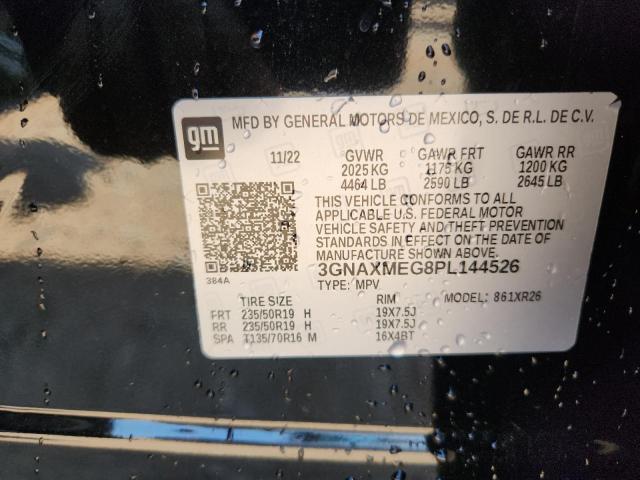 gm
MFD BY GENERAL MOTORS DE MEXICO, S. DE R.L. DE C.V.
11/22 GVWR GAWR FRT GAWR RR
2025 KG 1175 KG 1200 KG
4464 LB 2590 LB 2645 LB
THIS VEHICLE CONFORMS TO ALL
APPLICABLE U.S. FEDERAL MOTOR
VEHICLE SAFETY AND THEFT PREVENTION
STANDARDS IN EFFECT ON THE DATE OF
MANUFACTURE SHOWN ABOVE.
384A 3GNAXMEG8PL144526
TYPE: MPV
TIRE SIZE RIM MODEL: 861XR26
FRT 235/50R19 H 19X7.5J
RR 235/50R19 H 19X7.5J
SPA T135/70R16 M 16X4BT